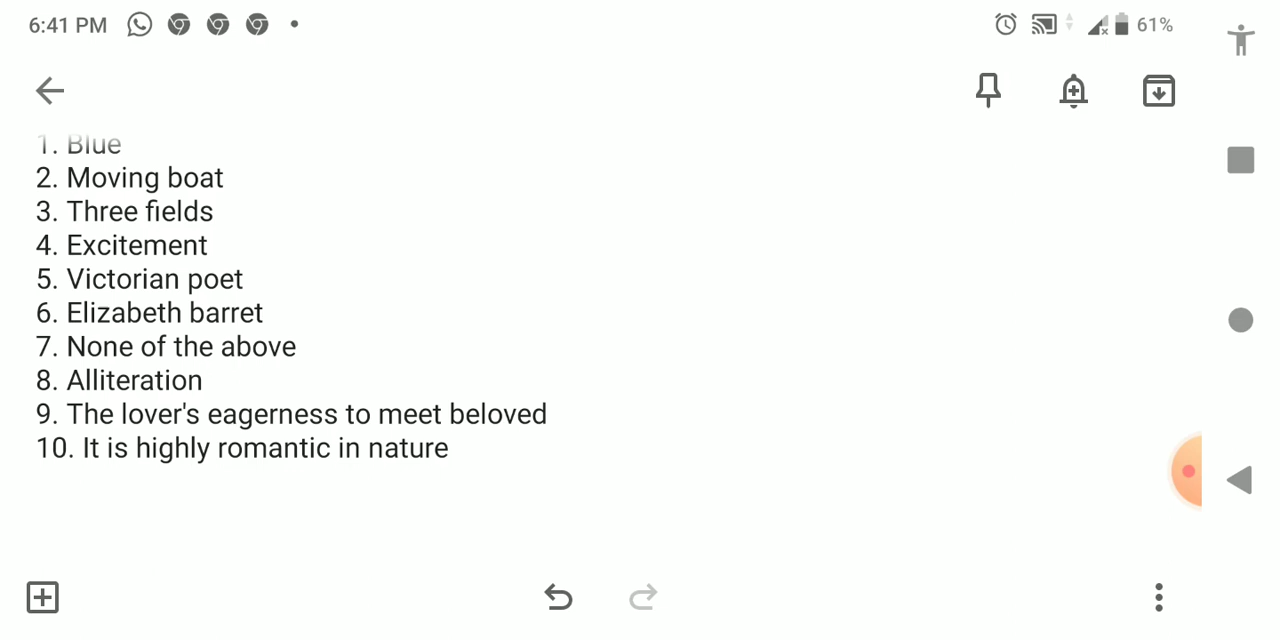 6:41 PM 61%
1. Blue
2. Moving boat
3. Three fields
4. Excitement
5. Victorian poet
6. Elizabeth barret
7. None of the above
8. Alliteration
9. The lover's eagerness to meet beloved
10. It is highly romantic in nature